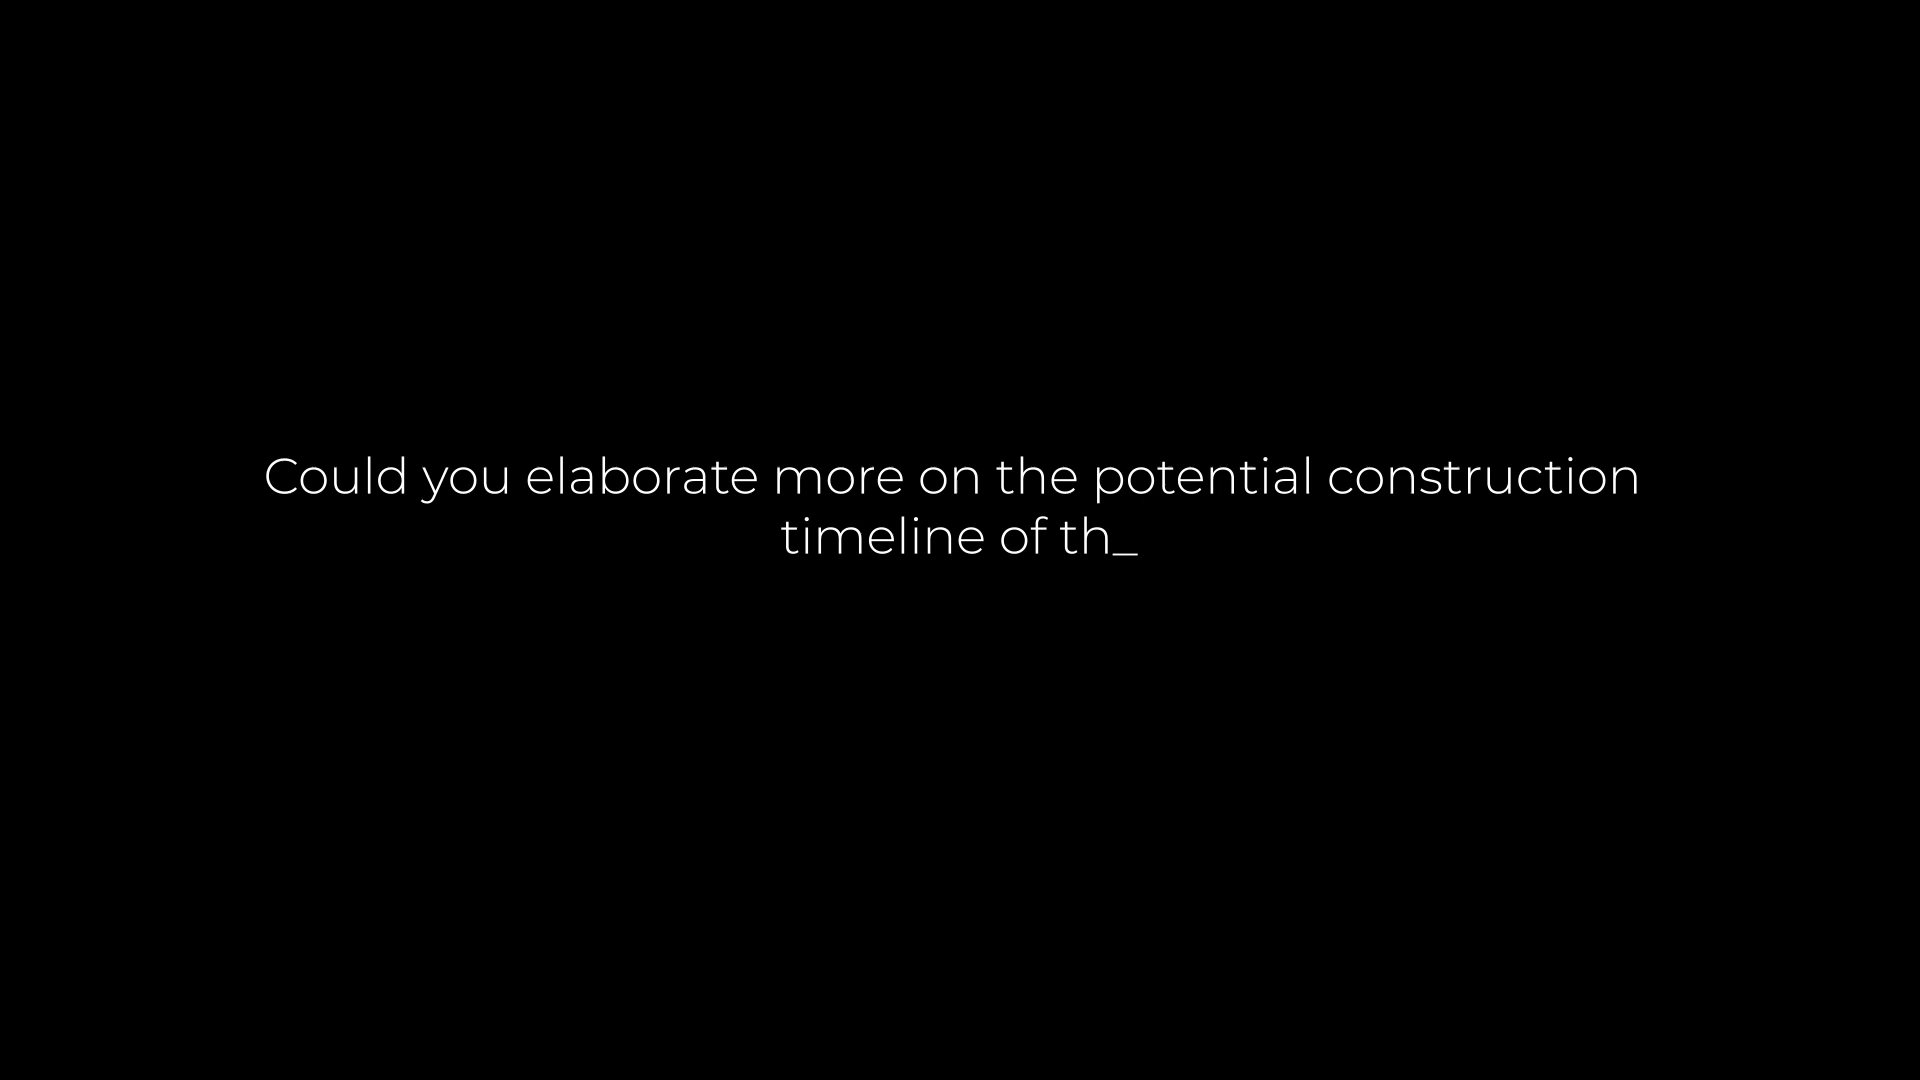 Could you elaborate more on the potential construction
timeline of th_